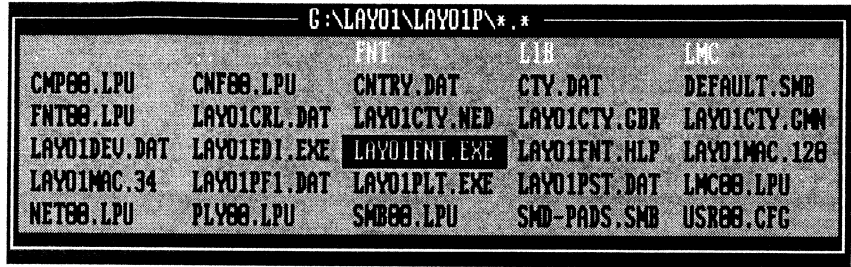 G:\LAYO1\LAYO1P\*.*
. .. FNT LIB LMC
CMP88.LPU CNF88.LPU CNTRY.DAT CTY.DAT DEFAULT.SMB
FNT88.LPU LAYO1CRL.DAT LAYO1CTY.NED LAYO1CTY.GBR LAYO1CTY.GMN
LAYO1DEV.DAT LAYO1EDI.EXE LAYO1FNT.EXE LAYO1FNT.HLP LAYO1MAC.128
LAYO1MAC.34 LAYO1PF1.DAT LAYO1PLT.EXE LAYO1PST.DAT LMC88.LPU
NET88.LPU PLY88.LPU SMB88.LPU SMD-PADS.SMB USR88.CFG